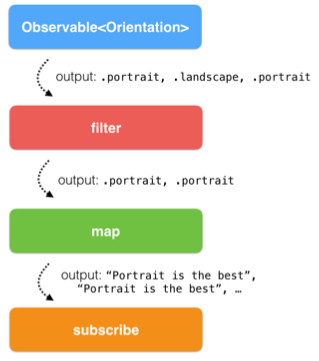 Observable<Orientation>
output: .portrait, .landscape, .portrait
filter
output: .portrait, .portrait
map
output: “Portrait is the best”,
“Portrait is the best”, …
subscribe